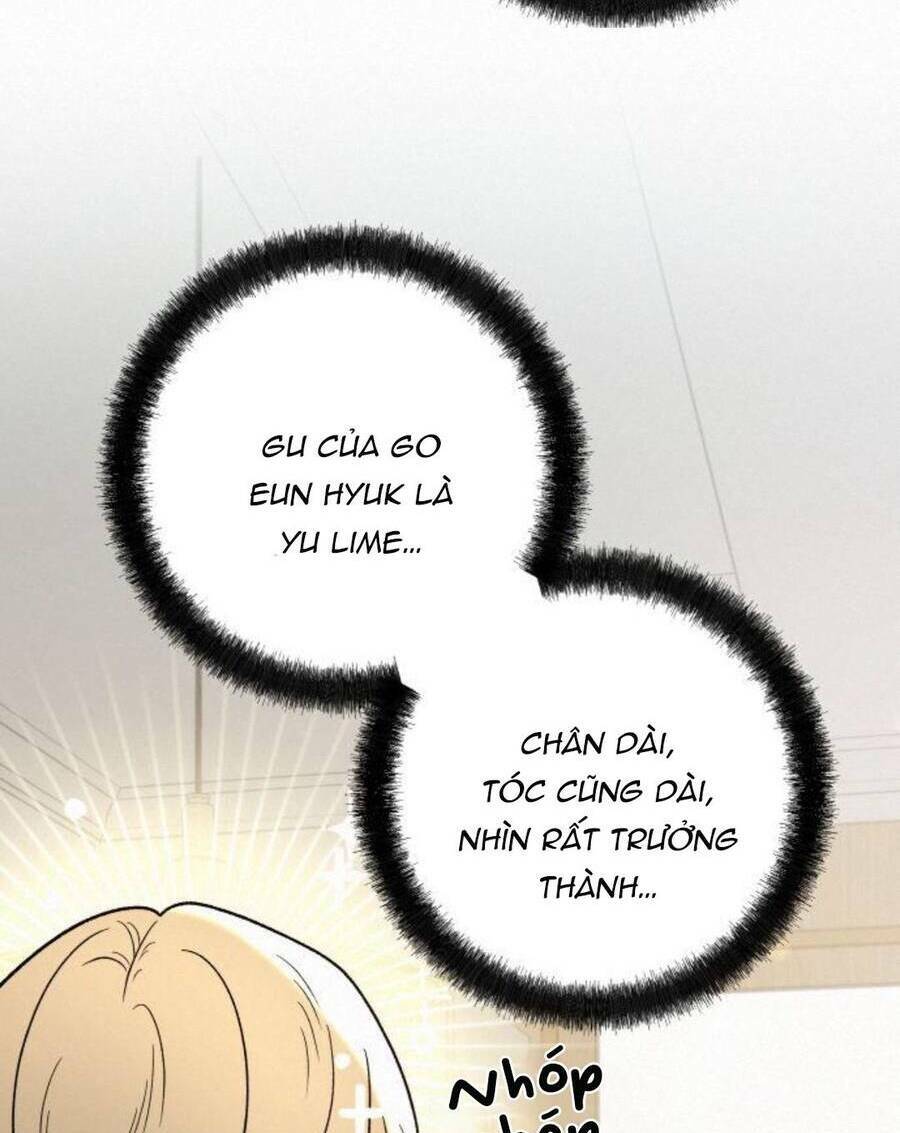 GU CỦA GO
EUN HYUK LÀ
YU LIME...
CHÂN DÀI,
TÓC CŨNG DÀI,
NHÌN RẤT TRƯỞNG
THÀNH...
Nhóp